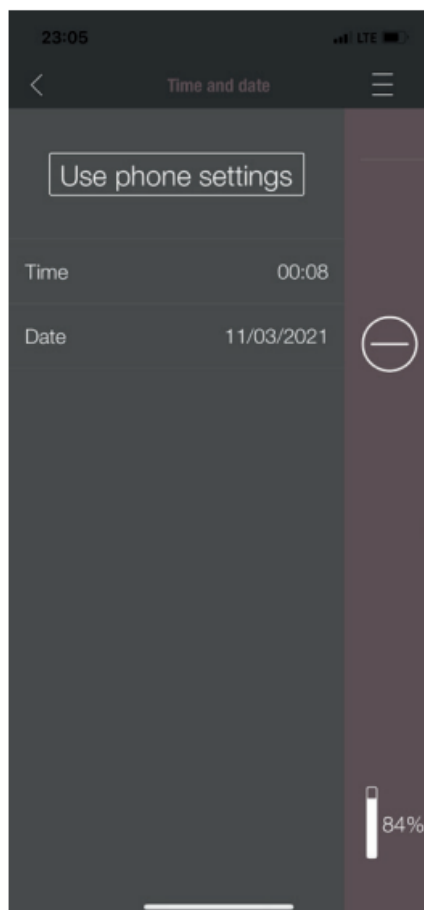 23:05 LTE
Time and date
Use phone settings
Time 00:08
Date 11/03/2021
84%